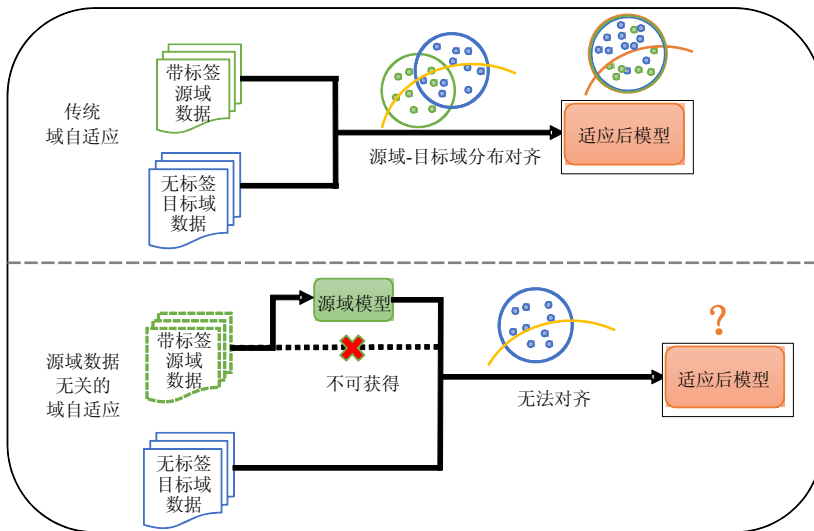 传统
域自适应
带标签
源域
数据
无标签
目标域
数据
源域-目标域分布对齐
适应后模型
源域数据
无关的
域自适应
带标签
源域
数据
源域模型
不可获得
无标签
目标域
数据
无法对齐
?
适应后模型